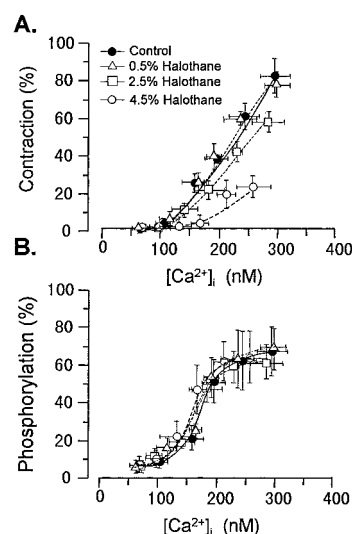 A.
100
80
60
40
20
0
Contraction (%)
Control
0.5% Halothane
2.5% Halothane
4.5% Halothane
0 100 200 300 400
[Ca²⁺]ᵢ (nM)
B.
100
80
60
40
20
0
Phosphorylation (%)
0 100 200 300 400
[Ca²⁺]ᵢ (nM)